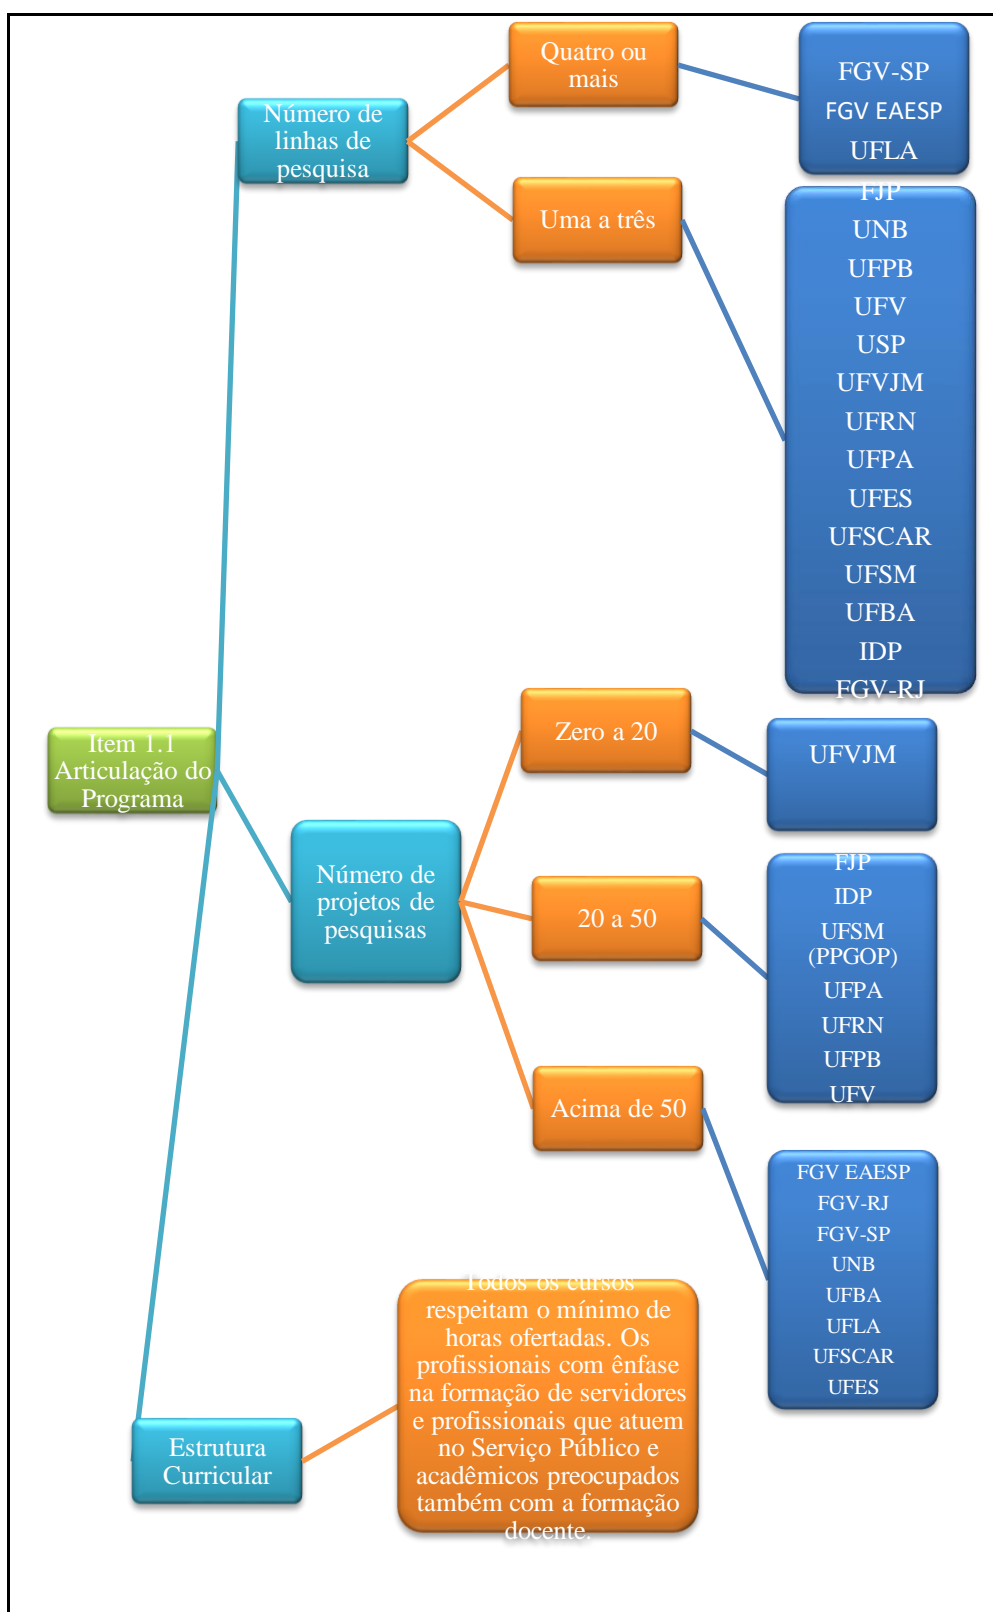 Item 1.1
Articulação do
Programa
Número de
linhas de
pesquisa
Quatro ou
mais
FGV-SP
FGV EAESP
UFLA
Uma a três
FJP
UNB
UFPB
UFV
USP
UFVJM
UFRN
UFPA
UFES
UFSCAR
UFSM
UFBA
IDP
FGV-RJ
Número de
projetos de
pesquisas
Zero a 20
UFVJM
20 a 50
FJP
IDP
UFSM
(PPGOP)
UFPA
UFRN
UFPB
UFV
Acima de 50
FGV EAESP
FGV-RJ
FGV-SP
UNB
UFBA
UFLA
UFSCAR
UFES
Estrutura
Curricular
Todos os cursos
respeitam o mínimo de
horas ofertadas. Os
profissionais com ênfase
na formação de servidores
e profissionais que atuem
no Serviço Público e
acadêmicos preocupados
também com a formação
docente.